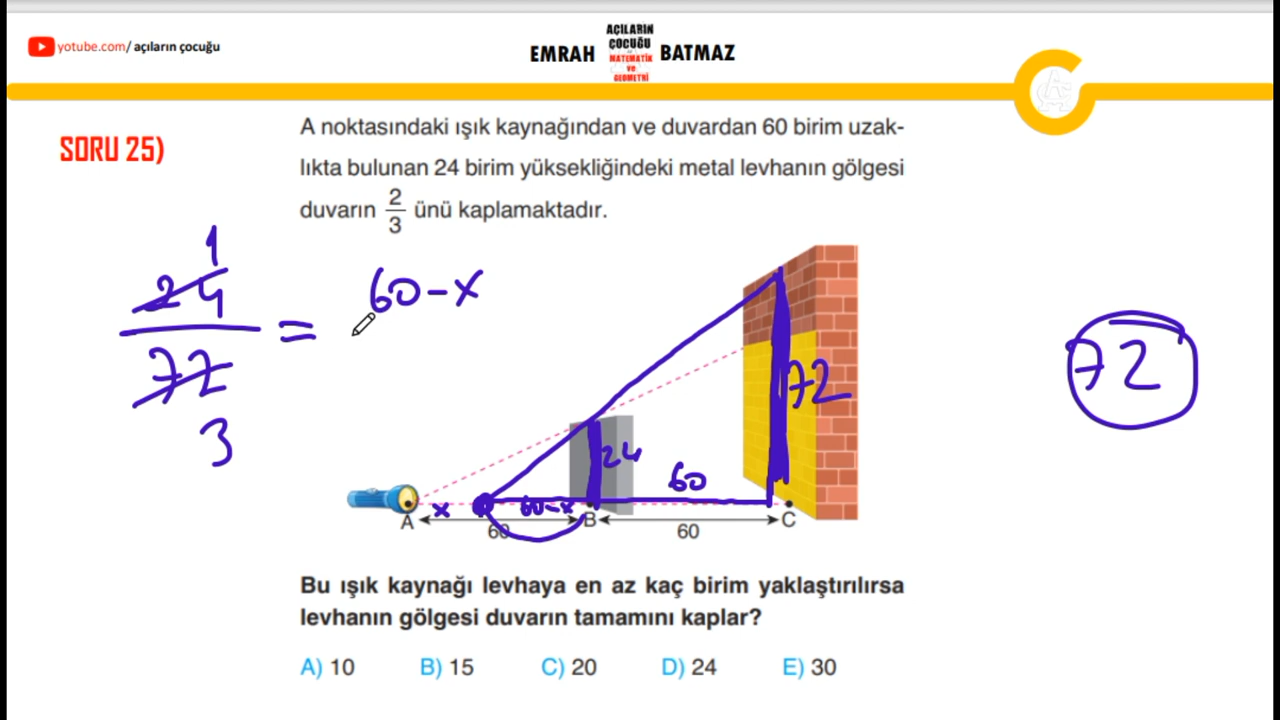 yotube.com/ açıların çocuğu
EMRAH
AÇILARIN
ÇOCUĞU
MATEMATİK
ve
GEOMETRİ
BATMAZ
SORU 25)
A noktasındaki ışık kaynağından ve duvardan 60 birim uzak-
lıkta bulunan 24 birim yüksekliğindeki metal levhanın gölgesi
duvarın 2/3 ünü kaplamaktadır.
1
24
72
3
=
60-x
72
72
24
60
x
60-x
A
B
C
60
60
Bu ışık kaynağı levhaya en az kaç birim yaklaştırılırsa
levhanın gölgesi duvarın tamamını kaplar?
A) 10 B) 15 C) 20 D) 24 E) 30